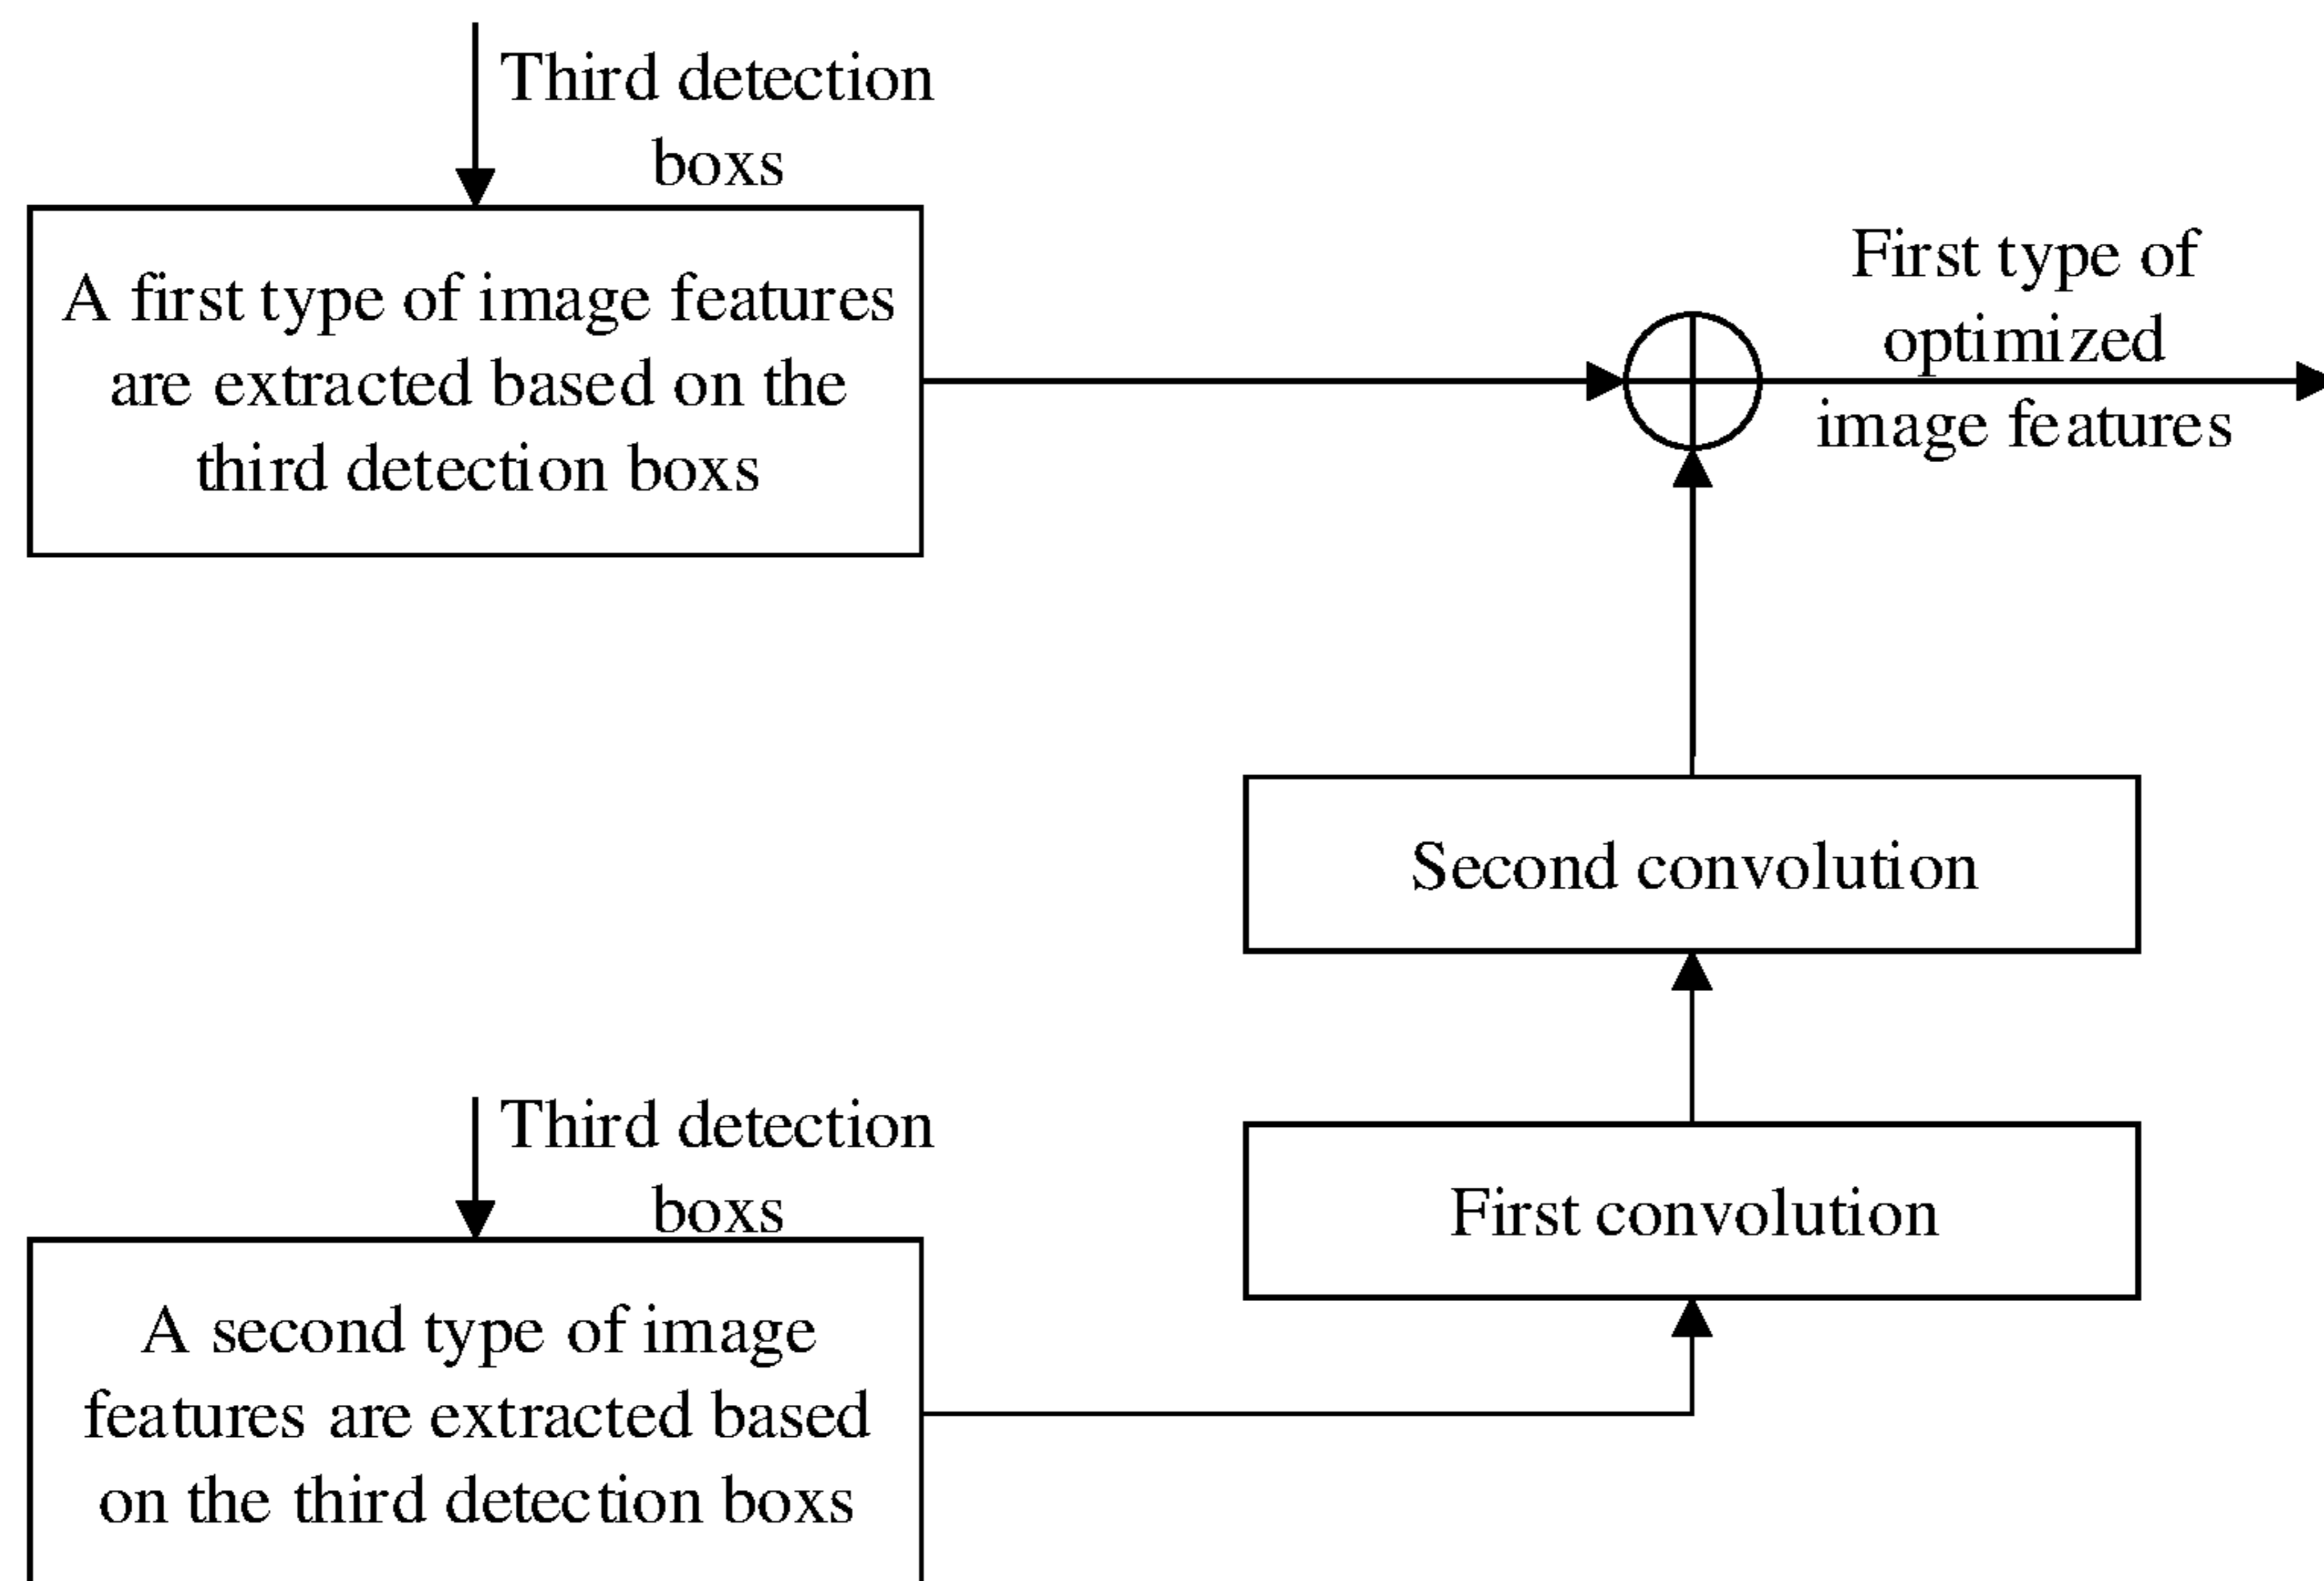 Third detection
boxs
A first type of image features
are extracted based on the
third detection boxs
First type of
optimized
image features
Second convolution
First convolution
Third detection
boxs
A second type of image
features are extracted based
on the third detection boxs